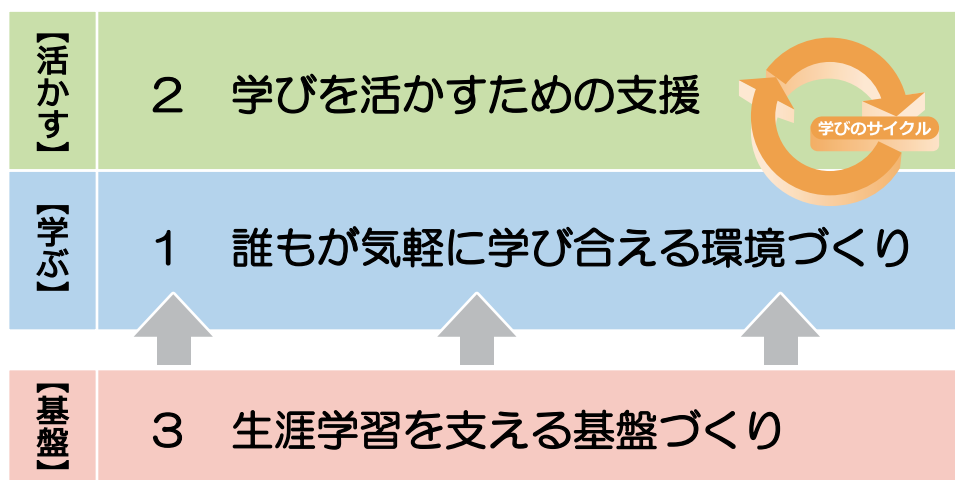 【活かす】
2 学びを活かすための支援
学びのサイクル
【学ぶ】
1 誰もが気軽に学び合える環境づくり
【基盤】
3 生涯学習を支える基盤づくり